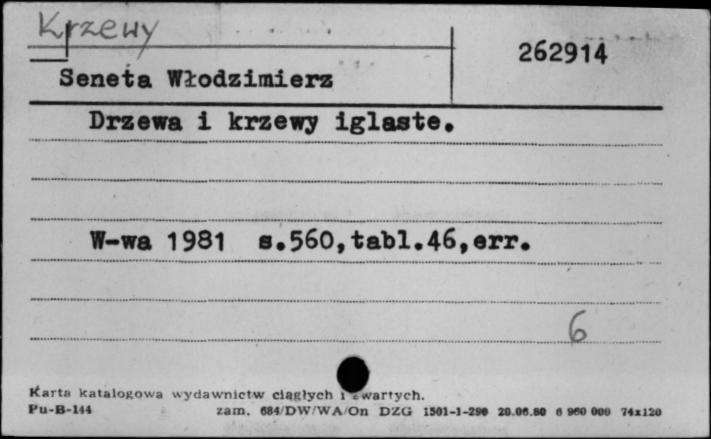 Krzewy
262914
Seneta Włodzimierz
Drzewa i krzewy iglaste.
W-wa 1981 s.560,tabl.46,err.
6
Karta katalogowa wydawnictw ciągłych i zwartych.
Pu-B-144 zam. 684/DW/WA/On DZG 1501-1-290 20.06.80 6 960 000 74x120